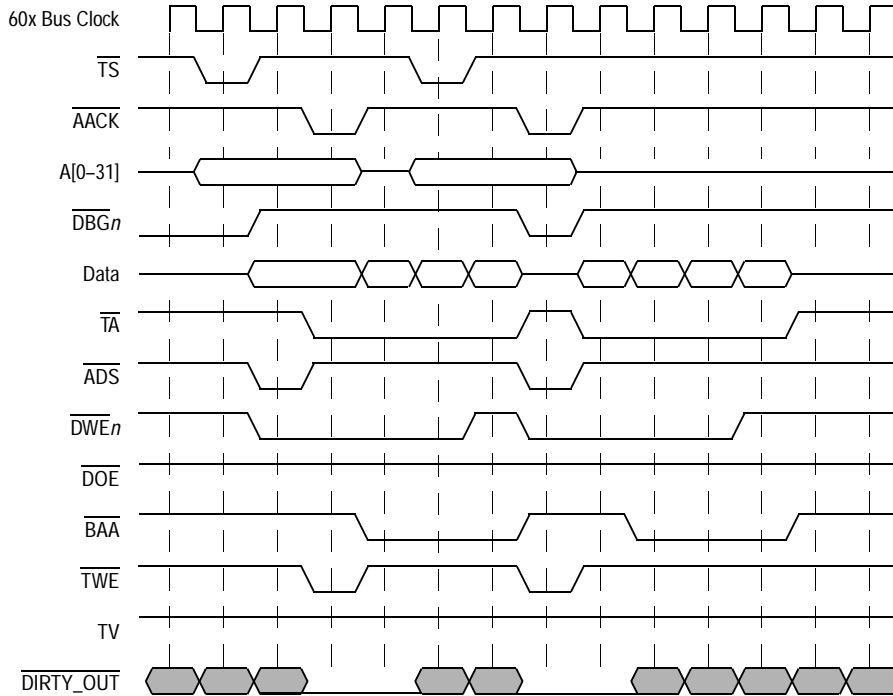 60x Bus Clock
TS
AACK
A[0–31]
DBGn
Data
TA
ADS
DWEn
DOE
BAA
TWE
TV
DIRTY_OUT